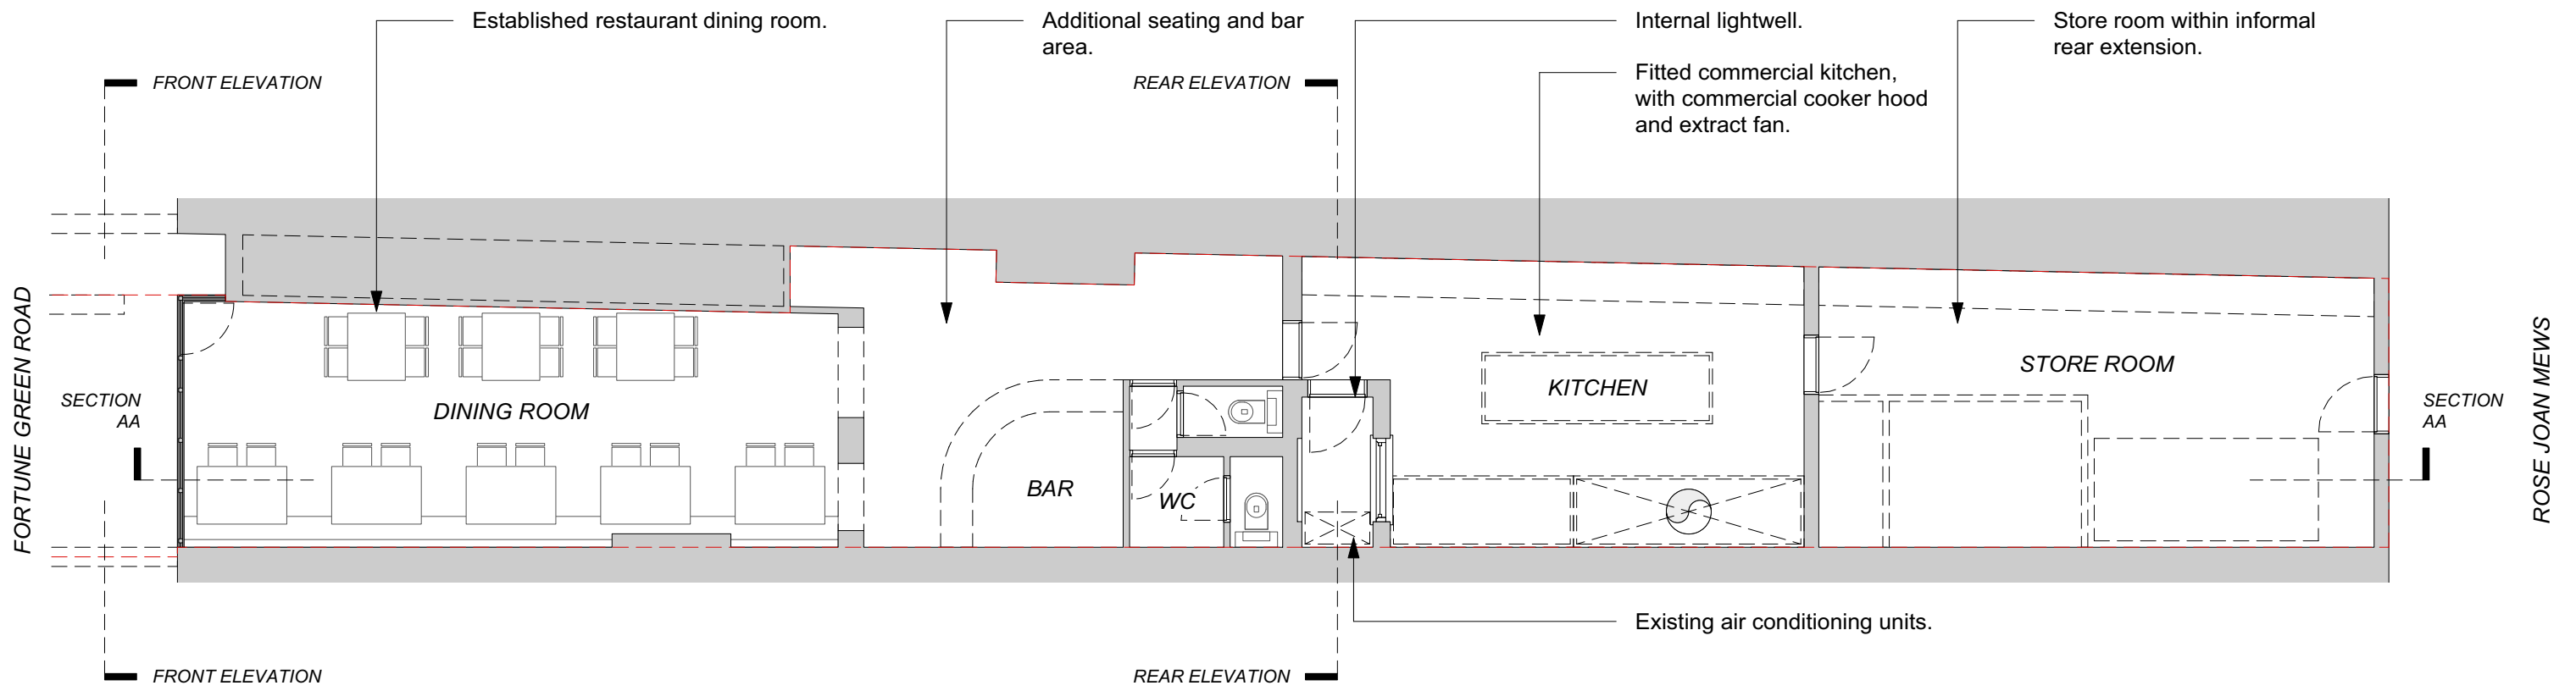 Established restaurant dining room.
Additional seating and bar
area.
Internal lightwell.
Store room within informal
rear extension.
Fitted commercial kitchen,
with commercial cooker hood
and extract fan.
FRONT ELEVATION
REAR ELEVATION
FORTUNE GREEN ROAD
SECTION
AA
DINING ROOM
BAR
WC
KITCHEN
STORE ROOM
SECTION
AA
ROSE JOAN MEWS
Existing air conditioning units.
FRONT ELEVATION
REAR ELEVATION